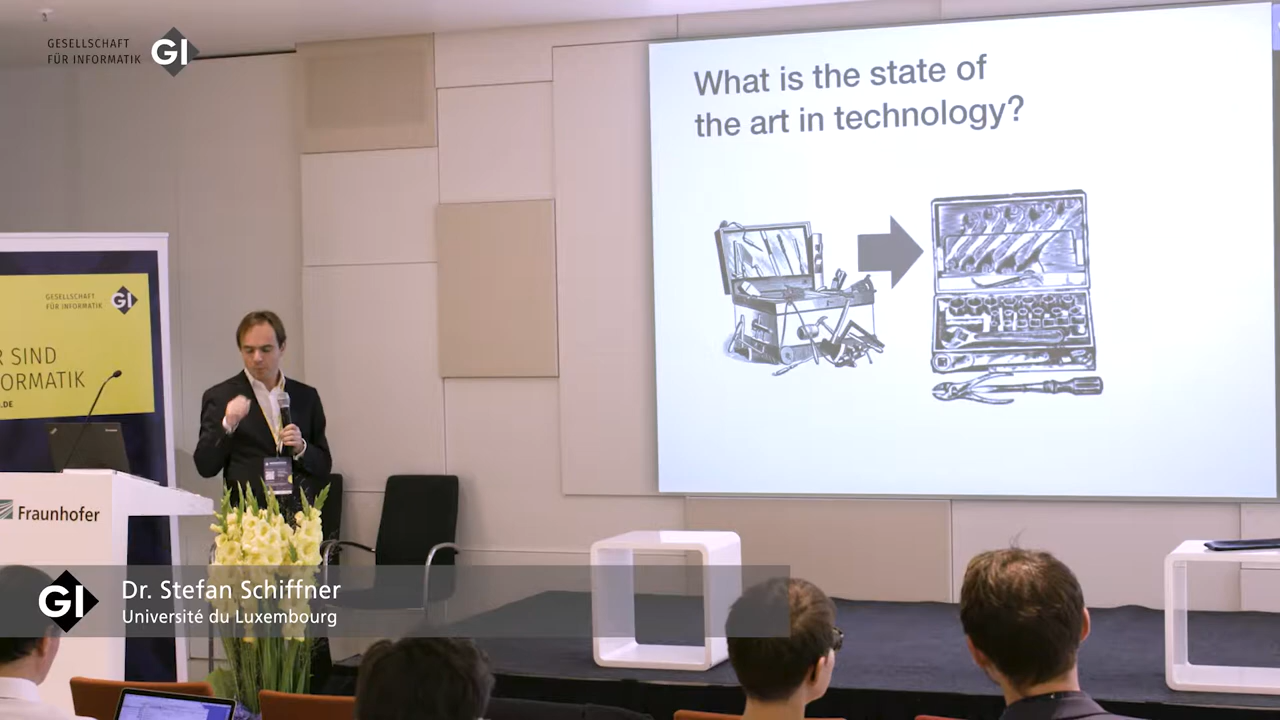 GESELLSCHAFT
FÜR INFORMATIK
GI
What is the state of
the art in technology?
GESELLSCHAFT
FÜR INFORMATIK
GI
R SIND
FORMATIK
.DE
Fraunhofer
GI
Dr. Stefan Schiffner
Université du Luxembourg